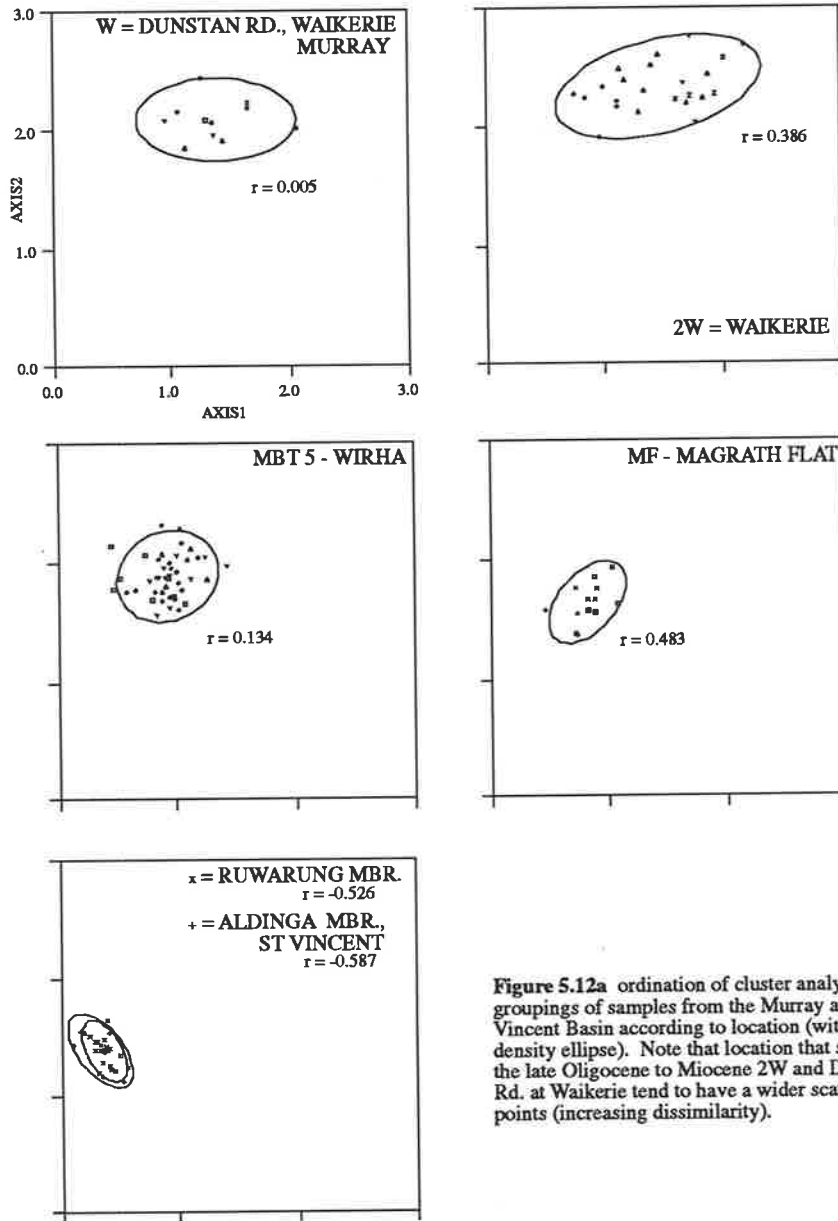 3.0
W = DUNSTAN RD., WAIKERIE
MURRAY
2.0
r = 0.005
AXIS2
1.0
0.0
0.0 1.0 2.0 3.0
AXIS1
r = 0.386
2W = WAIKERIE
MBT 5 - WIRHA
r = 0.134
MF - MAGRATH FLAT
r = 0.483
x = RUWARUNG MBR.
r = -0.526
+ = ALDINGA MBR.,
ST VINCENT
r = -0.587
Figure 5.12a ordination of cluster analy
groupings of samples from the Murray a
Vincent Basin according to location (wit
density ellipse). Note that location that s
the late Oligocene to Miocene 2W and D
Rd. at Waikerie tend to have a wider sca
points (increasing dissimilarity).